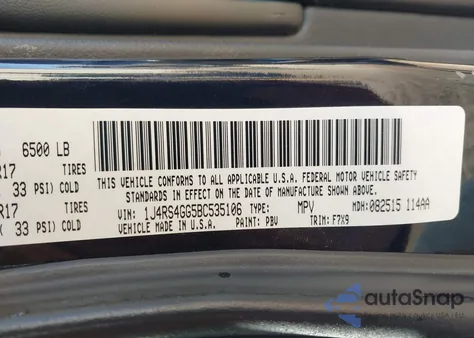 6500 LB
R17 TIRES
33 PSI) COLD
R17 TIRES
( 33 PSI) COLD
THIS VEHICLE CONFORMS TO ALL APPLICABLE U.S.A. FEDERAL MOTOR VEHICLE SAFETY
STANDARDS IN EFFECT ON THE DATE OF MANUFACTURE SHOWN ABOVE.
VIN: 1J4RS4GG5BC535106 TYPE: MPV MDH: 082515 114AA
VEHICLE MADE IN U.S.A. PAINT: PBV TRIM: F7X9
autoSnap